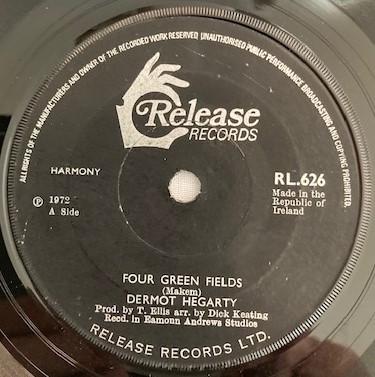 ALL RIGHTS OF THE MANUFACTURERS AND OWNER OF THE RECORDED WORK RESERVED UNAUTHORISED PUBLIC PERFORMANCE BROADCASTING AND COPYING PROHIBITED.
Release
RECORDS
HARMONY
RL.626
Made in the
Republic of
Ireland
℗ 1972
A Side
FOUR GREEN FIELDS
(Makem)
DERMOT HEGARTY
Prod. by T. Ellis arr. by Dick Keating
Recd. in Eamonn Andrews Studios
RELEASE RECORDS LTD.